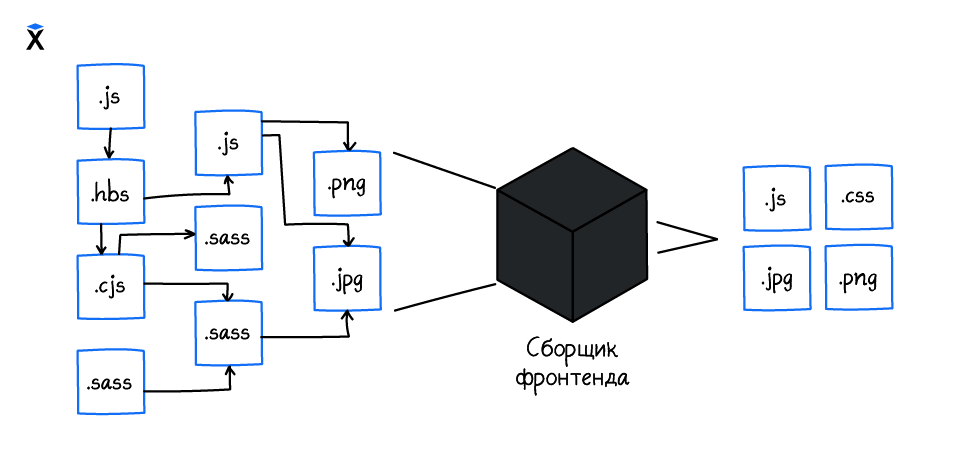 .js
.hbs
.cjs
.sass
.js
.sass
.sass
.png
.jpg
Сборщик
фронтенда
.js
.css
.jpg
.png